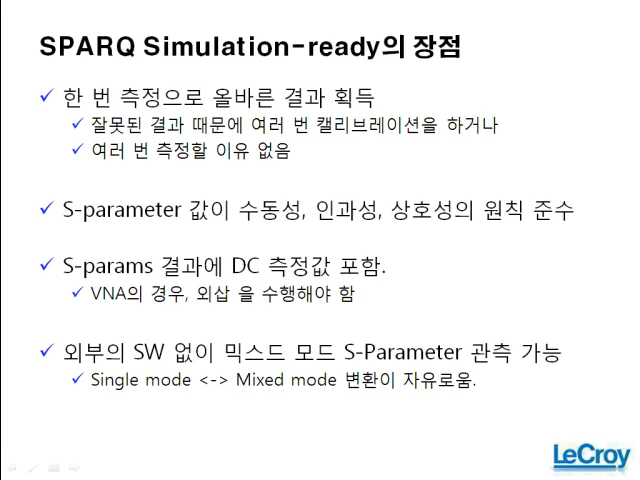 SPARQ Simulation-ready의 장점
✓ 한 번 측정으로 올바른 결과 획득
✓ 잘못된 결과 때문에 여러 번 캘리브레이션을 하거나
✓ 여러 번 측정할 이유 없음
✓ S-parameter 값이 수동성, 인과성, 상호성의 원칙 준수
✓ S-params 결과에 DC 측정값 포함.
✓ VNA의 경우, 외삽 을 수행해야 함
✓ 외부의 SW 없이 믹스드 모드 S-Parameter 관측 가능
✓ Single mode <-> Mixed mode 변환이 자유로움.
LeCroy